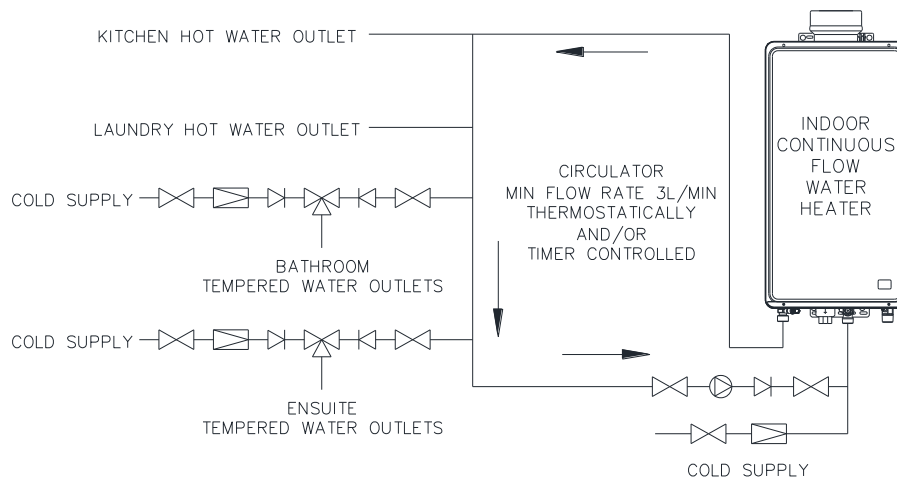 KITCHEN HOT WATER OUTLET
LAUNDRY HOT WATER OUTLET
INDOOR
CONTINUOUS
FLOW
WATER
HEATER
CIRCULATOR
MIN FLOW RATE 3L/MIN
THERMOSTATICALLY
AND/OR
TIMER CONTROLLED
COLD SUPPLY
BATHROOM
TEMPERED WATER OUTLETS
COLD SUPPLY
ENSUITE
TEMPERED WATER OUTLETS
COLD SUPPLY